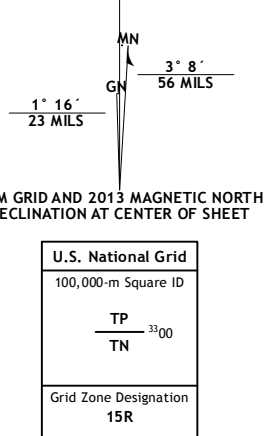 MN
3° 8´
56 MILS
GN
1° 16´
23 MILS
M GRID AND 2013 MAGNETIC NORTH
ECLINATION AT CENTER OF SHEET
U.S. National Grid
100,000-m Square ID
TP
3300
TN
Grid Zone Designation
15R